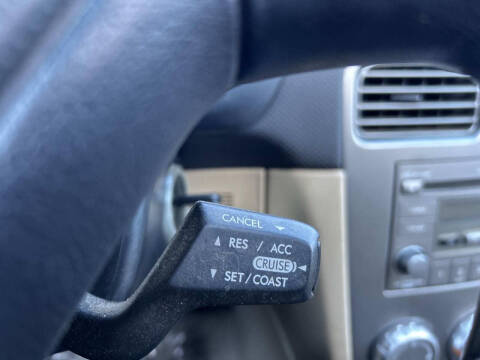 CANCEL
RES / ACC
CRUISE
SET / COAST